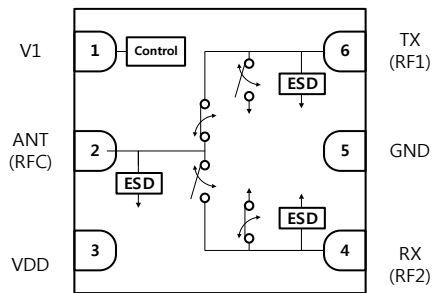 V1
1
Control
6
TX
(RF1)
ESD
ANT
(RFC)
2
5
GND
ESD
ESD
VDD
3
4
RX
(RF2)